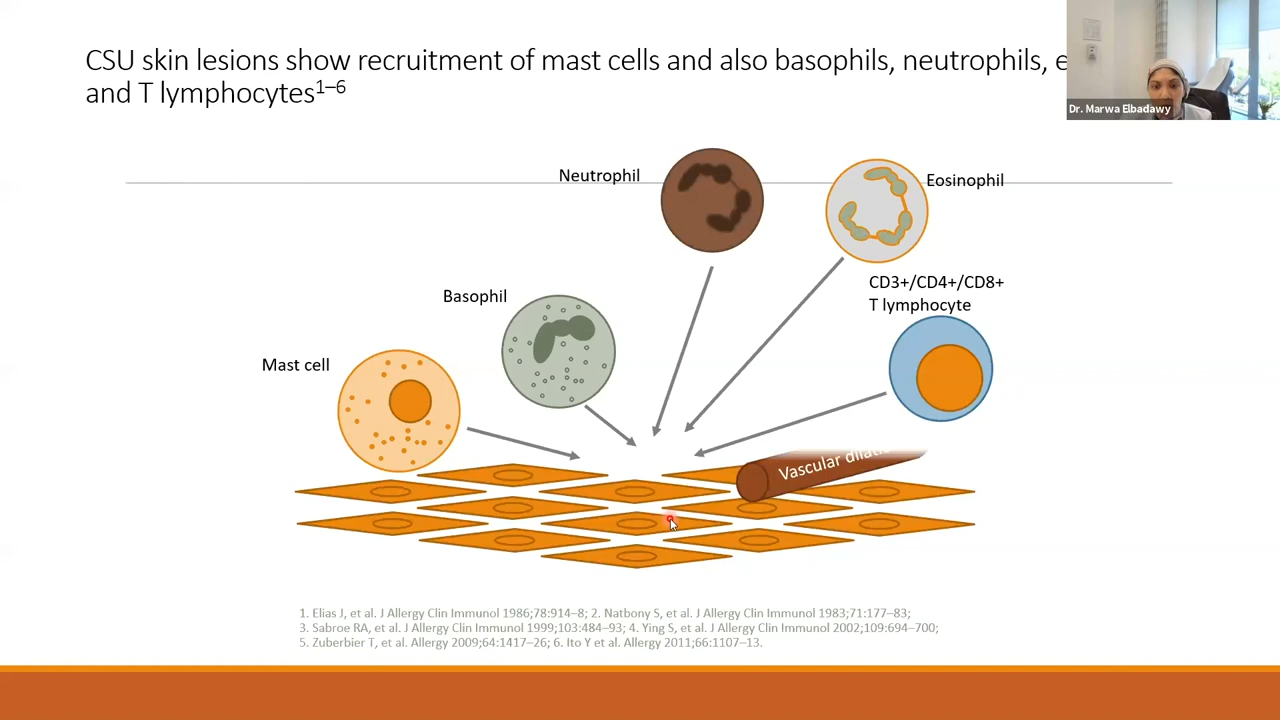 CSU skin lesions show recruitment of mast cells and also basophils, neutrophils,
and T lymphocytes1–6
Dr. Marwa Elbadawy
Neutrophil
Eosinophil
CD3+/CD4+/CD8+
T lymphocyte
Basophil
Mast cell
Vascular
1. Elias J, et al. J Allergy Clin Immunol 1986;78:914–8; 2. Natbony S, et al. J Allergy Clin Immunol 1983;71:177–83;
3. Sabroe RA, et al. J Allergy Clin Immunol 1999;103:484–93; 4. Ying S, et al. J Allergy Clin Immunol 2002;109:694–700;
5. Zuberbier T, et al. Allergy 2009;64:1417–26; 6. Ito Y et al. Allergy 2011;66:1107–13.